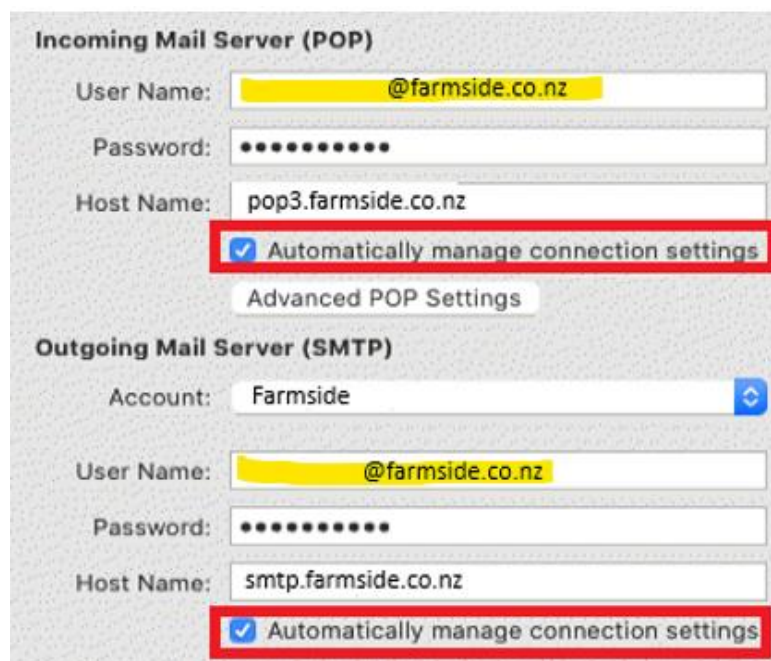 Incoming Mail Server (POP)
User Name: @farmside.co.nz
Password: ••••••••••
Host Name: pop3.farmside.co.nz
Automatically manage connection settings
Advanced POP Settings
Outgoing Mail Server (SMTP)
Account: Farmside
User Name: @farmside.co.nz
Password: ••••••••••
Host Name: smtp.farmside.co.nz
Automatically manage connection settings